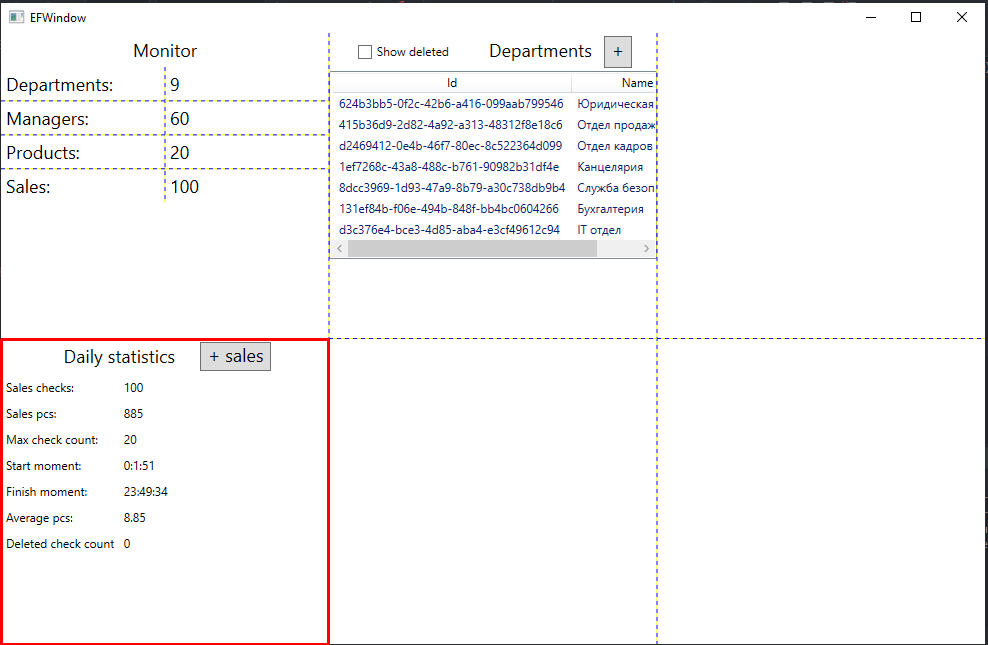 EFWindow
Monitor
Departments: 9
Managers: 60
Products: 20
Sales: 100
Show deleted Departments +
Id Name
624b3bb5-0f2c-42b6-a416-099aab799546 Юридическая
415b36d9-2d82-4a92-a313-48312f8e18c6 Отдел продаж
d2469412-0e4b-46f7-80ec-8c522364d099 Отдел кадров
1ef7268c-43a8-488c-b761-90982b31df4e Канцелярия
8dcc3969-1d93-47a9-8b79-a30c738db9b4 Служба безоп
131ef84b-f06e-494b-848f-bb4bc0604266 Бухгалтерия
d3c376e4-bce3-4d85-aba4-e3cf49612c94 IT отдел
Daily statistics + sales
Sales checks: 100
Sales pcs: 885
Max check count: 20
Start moment: 0:1:51
Finish moment: 23:49:34
Average pcs: 8.85
Deleted check count 0